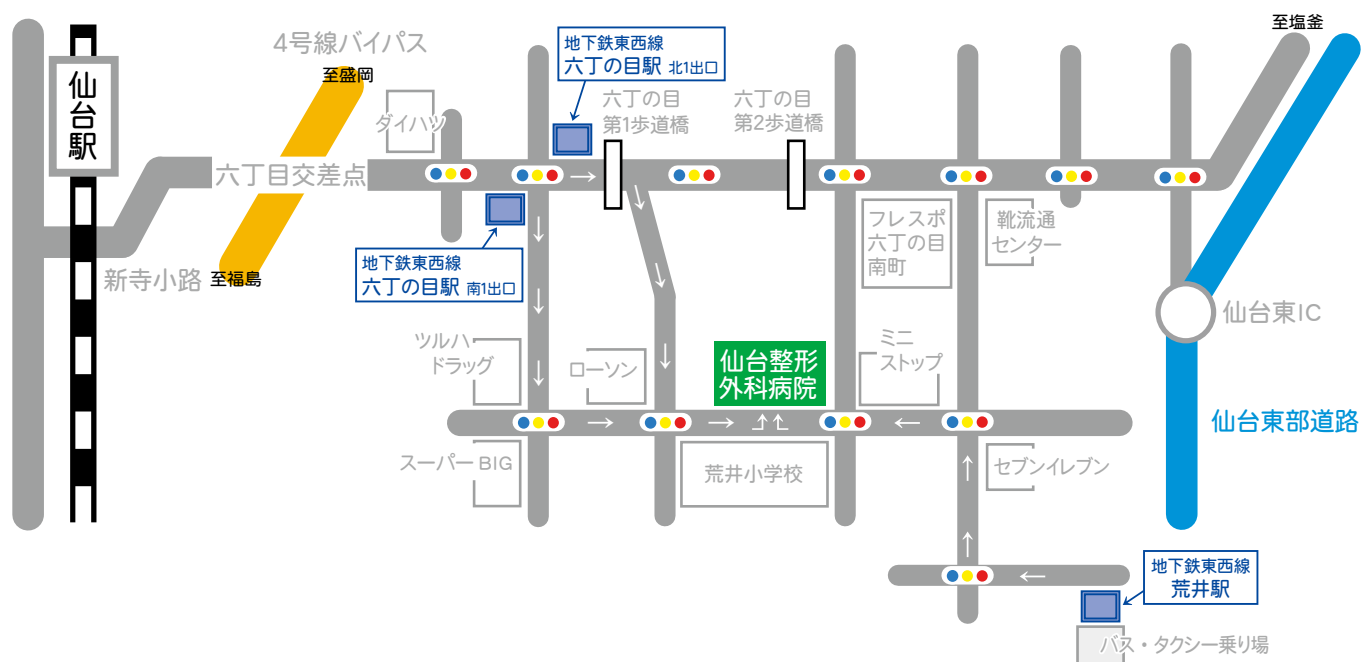 至塩釜
4号線バイパス
地下鉄東西線
六丁の目駅 北1出口
仙台駅
至盛岡
ダイハツ
六丁の目
第1歩道橋
六丁の目
第2歩道橋
六丁目交差点
フレスポ
六丁の目
南町
靴流通
センター
新寺小路
至福島
地下鉄東西線
六丁の目駅 南1出口
仙台東IC
ツルハ
ドラッグ
ローソン
仙台整形
外科病院
ミニ
ストップ
仙台東部道路
スーパーBIG
荒井小学校
セブンイレブン
地下鉄東西線
荒井駅
バス・タクシー乗り場